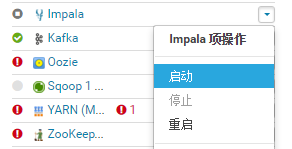 Impala
Kafka
Oozie
Sqoop 1 ...
YARN (M... 1
ZooKeep...
Impala 项操作
启动
停止
重启